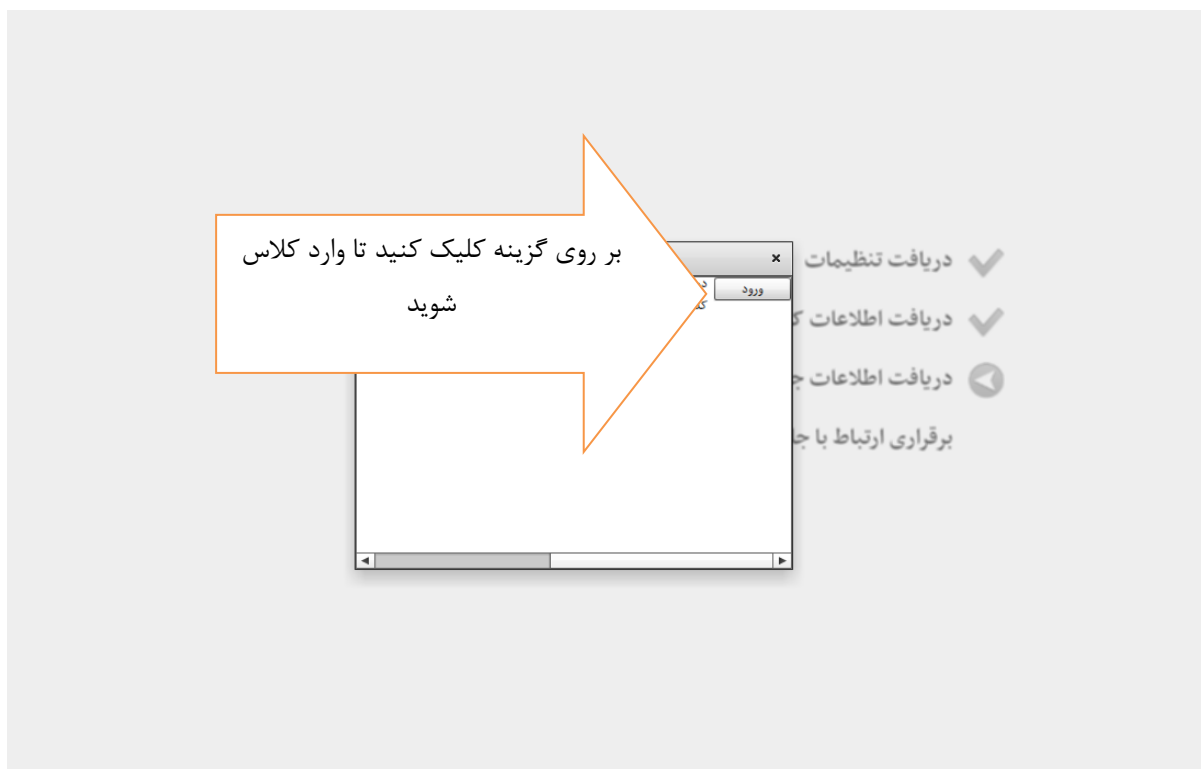 بر روی گزینه کلیک کنید تا وارد کلاس
شوید
ورود
دریافت تنظیمات
دریافت اطلاعات
دریافت اطلاعات
برقراری ارتباط با